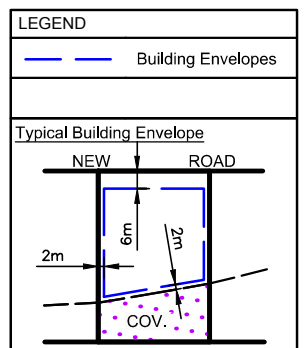 LEGEND
Building Envelopes
Typical Building Envelope
NEW ROAD
6m
2m
2m
COV.